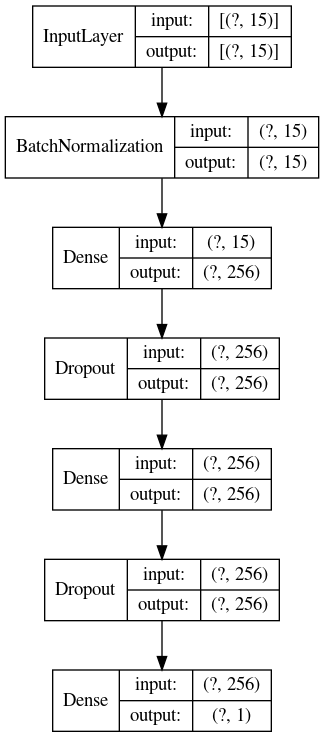 InputLayer
input: [(?, 15)]
output: [(?, 15)]
BatchNormalization
input: (?, 15)
output: (?, 15)
Dense
input: (?, 15)
output: (?, 256)
Dropout
input: (?, 256)
output: (?, 256)
Dense
input: (?, 256)
output: (?, 256)
Dropout
input: (?, 256)
output: (?, 256)
Dense
input: (?, 256)
output: (?, 1)